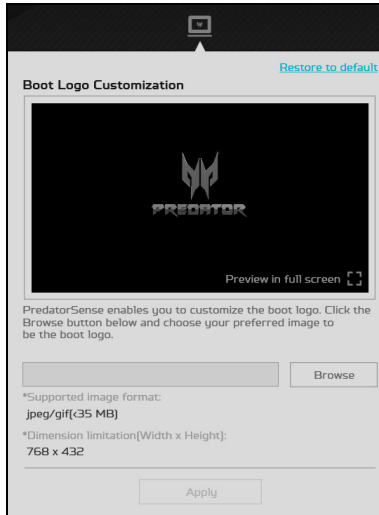 Restore to default
Boot Logo Customization
PREDATOR
Preview in full screen
PredatorSense enables you to customize the boot logo. Click the
Browse button below and choose your preferred image to
be the boot logo.
Browse
*Supported image format:
jpeg/gif(<35 MB)
*Dimension limitation(Width x Height):
768 x 432
Apply